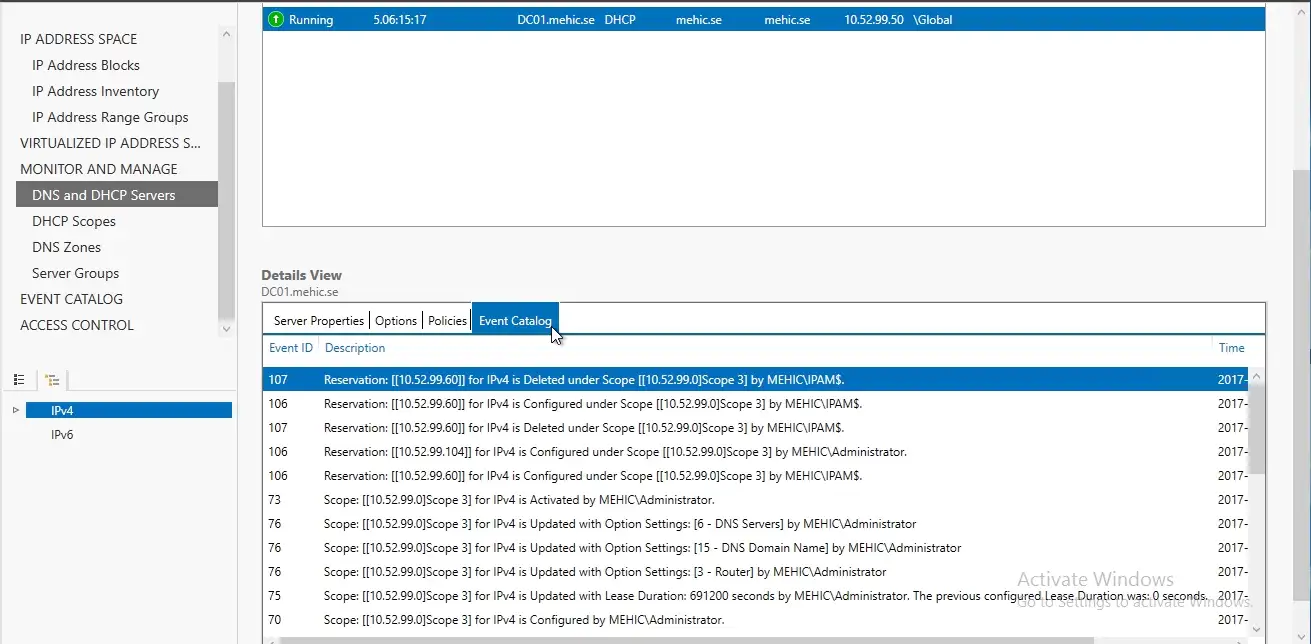 Running 5.06:15:17 DC01.mehic.se DHCP mehic.se mehic.se 10.52.99.50 \Global
IP ADDRESS SPACE
IP Address Blocks
IP Address Inventory
IP Address Range Groups
VIRTUALIZED IP ADDRESS S...
MONITOR AND MANAGE
DNS and DHCP Servers
DHCP Scopes
DNS Zones
Server Groups
EVENT CATALOG
ACCESS CONTROL
IPv4
IPv6
Details View
DC01.mehic.se
Server Properties Options Policies Event Catalog
Event ID Description Time
107 Reservation: [[10.52.99.60]] for IPv4 is Deleted under Scope [[10.52.99.0]Scope 3] by MEHIC\IPAM$. 2017-
106 Reservation: [[10.52.99.60]] for IPv4 is Configured under Scope [[10.52.99.0]Scope 3] by MEHIC\IPAM$. 2017-
107 Reservation: [[10.52.99.60]] for IPv4 is Deleted under Scope [[10.52.99.0]Scope 3] by MEHIC\IPAM$. 2017-
106 Reservation: [[10.52.99.104]] for IPv4 is Configured under Scope [[10.52.99.0]Scope 3] by MEHIC\Administrator. 2017-
106 Reservation: [[10.52.99.60]] for IPv4 is Configured under Scope [[10.52.99.0]Scope 3] by MEHIC\IPAM$. 2017-
73 Scope: [[10.52.99.0]Scope 3] for IPv4 is Activated by MEHIC\Administrator. 2017-
76 Scope: [[10.52.99.0]Scope 3] for IPv4 is Updated with Option Settings: [6 - DNS Servers] by MEHIC\Administrator 2017-
76 Scope: [[10.52.99.0]Scope 3] for IPv4 is Updated with Option Settings: [15 - DNS Domain Name] by MEHIC\Administrator 2017-
76 Scope: [[10.52.99.0]Scope 3] for IPv4 is Updated with Option Settings: [3 - Router] by MEHIC\Administrator 2017-
75 Scope: [[10.52.99.0]Scope 3] for IPv4 is Updated with Lease Duration: 691200 seconds by MEHIC\Administrator. The previous configured Lease Duration was: 0 seconds. 2017-
70 Scope: [[10.52.99.0]Scope 3] for IPv4 is Configured by MEHIC\Administrator. 2017-
Activate Windows
Go to Settings to activate Windows.